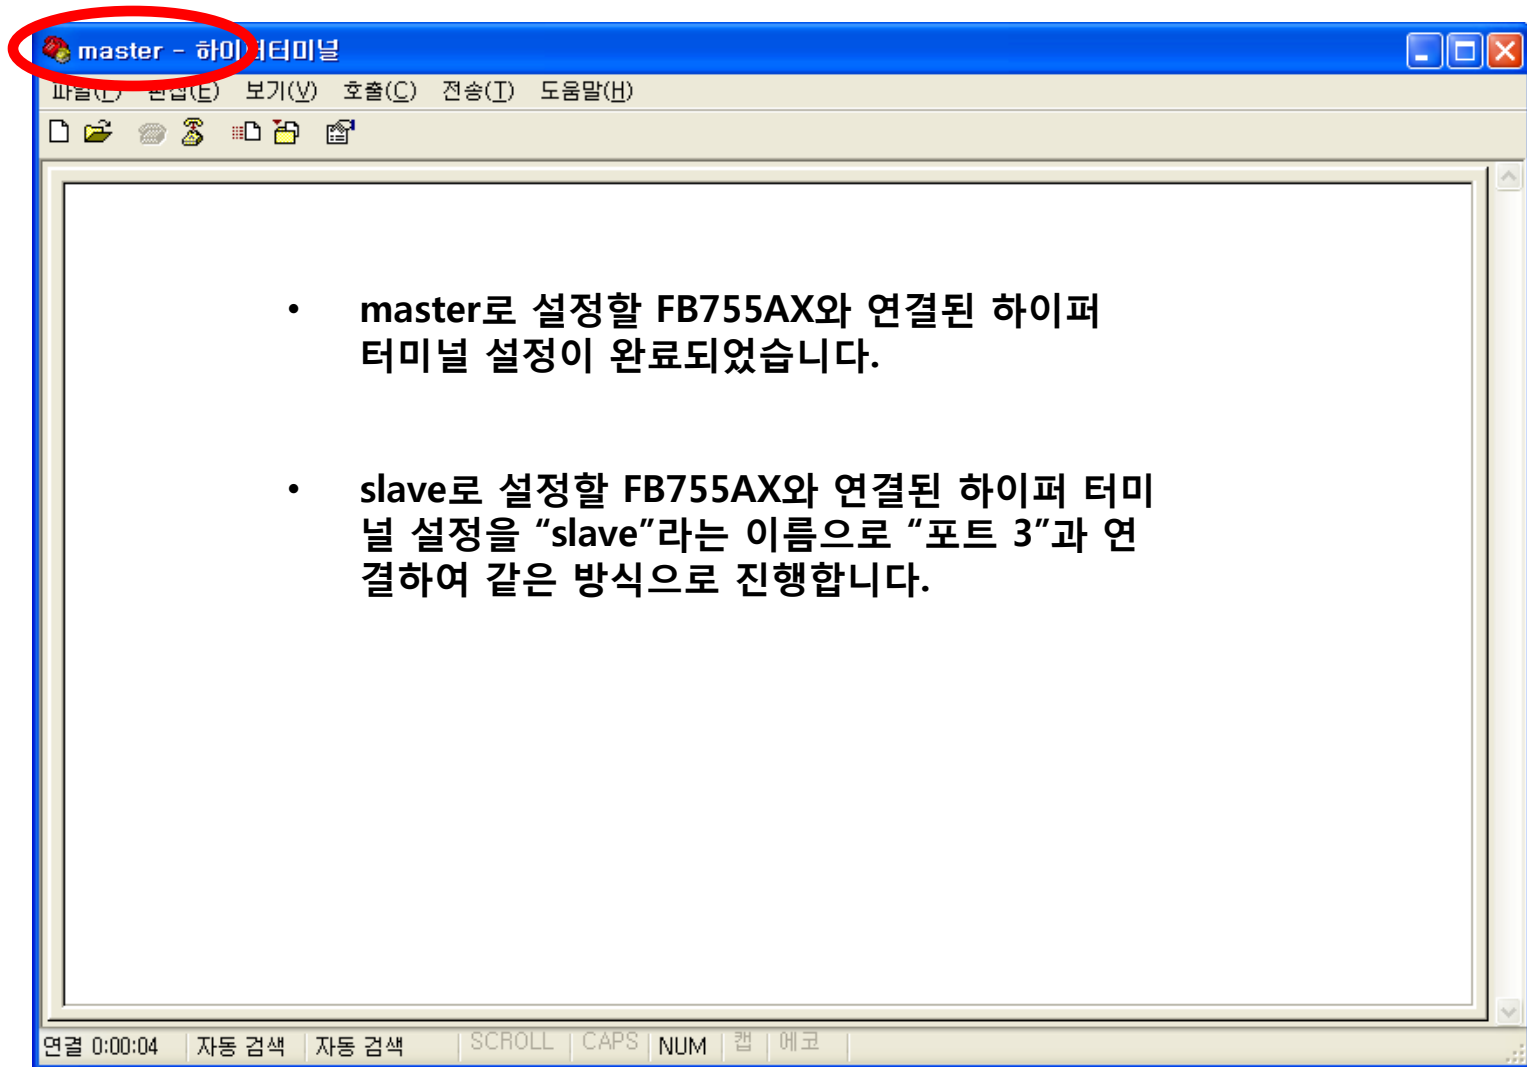 master - 하이퍼터미널
파일(F) 편집(E) 보기(V) 호출(C) 전송(T) 도움말(H)
• master로 설정할 FB755AX와 연결된 하이퍼
터미널 설정이 완료되었습니다.
• slave로 설정할 FB755AX와 연결된 하이퍼 터미
널 설정을 “slave”라는 이름으로 “포트 3”과 연
결하여 같은 방식으로 진행합니다.
연결 0:00:04 자동 검색 자동 검색 SCROLL CAPS NUM 캡 에코